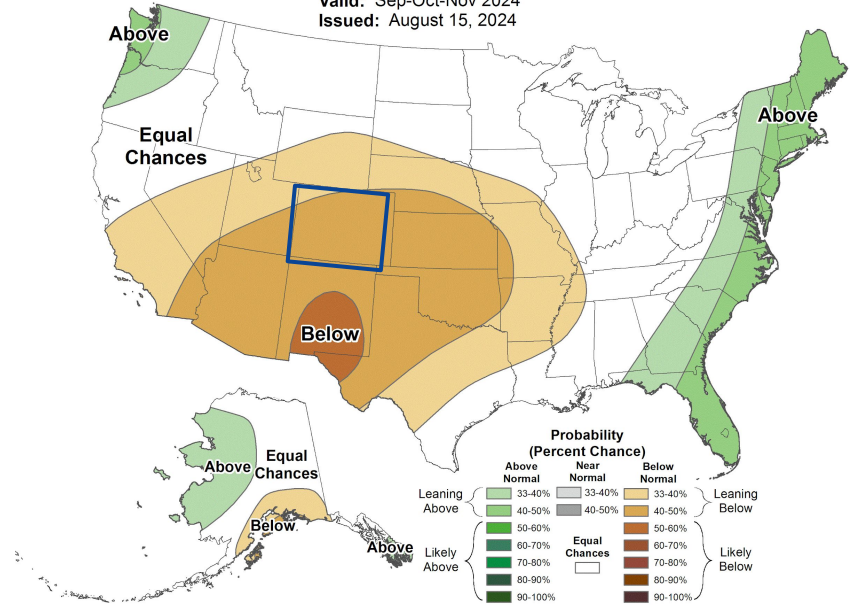 Valid: Sep-Oct-Nov 2024
Issued: August 15, 2024
Above
Equal
Chances
Above
Below
Above
Equal
Chances
Below
Above
Probability
(Percent Chance)
Above
Normal
Near
Normal
Below
Normal
Leaning
Above
33-40%
33-40%
33-40%
Leaning
Below
40-50%
40-50%
40-50%
Likely
Above
50-60%
50-60%
Likely
Below
60-70%
Equal
Chances
60-70%
70-80%
70-80%
80-90%
80-90%
90-100%
90-100%